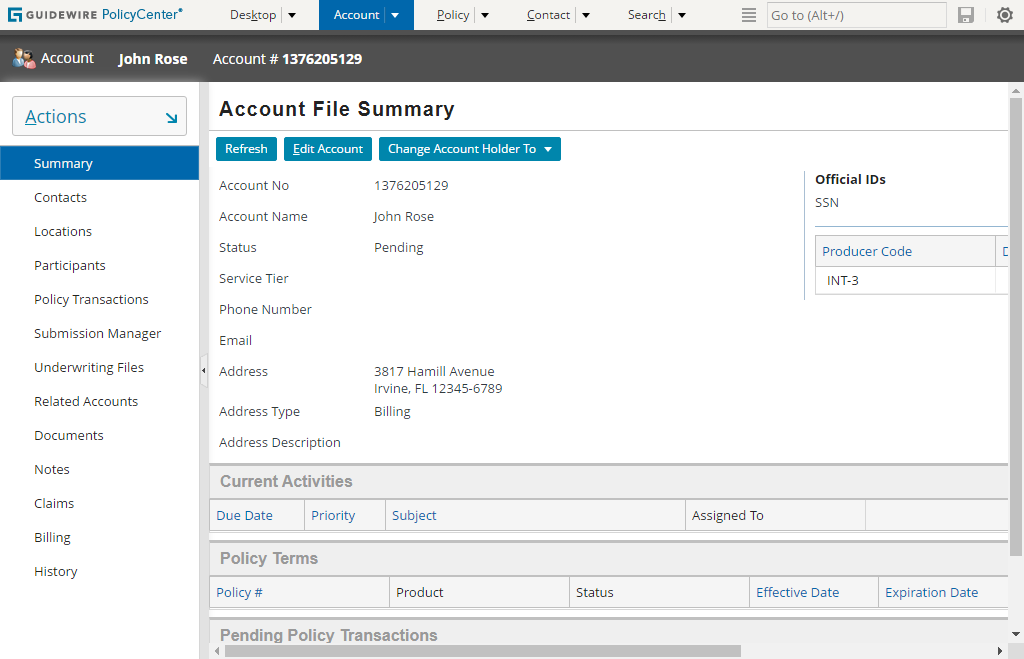 GUIDEWIRE PolicyCenter® Desktop Account Policy Contact Search Go to (Alt+/)
Account John Rose Account # 1376205129
Actions
Summary
Contacts
Locations
Participants
Policy Transactions
Submission Manager
Underwriting Files
Related Accounts
Documents
Notes
Claims
Billing
History
Account File Summary
Refresh Edit Account Change Account Holder To
Account No 1376205129
Account Name John Rose
Status Pending
Service Tier
Phone Number
Email
Address 3817 Hamill Avenue
Irvine, FL 12345-6789
Address Type Billing
Address Description
Official IDs
SSN
Producer Code
INT-3
Current Activities
Due Date Priority Subject Assigned To
Policy Terms
Policy # Product Status Effective Date Expiration Date
Pending Policy Transactions